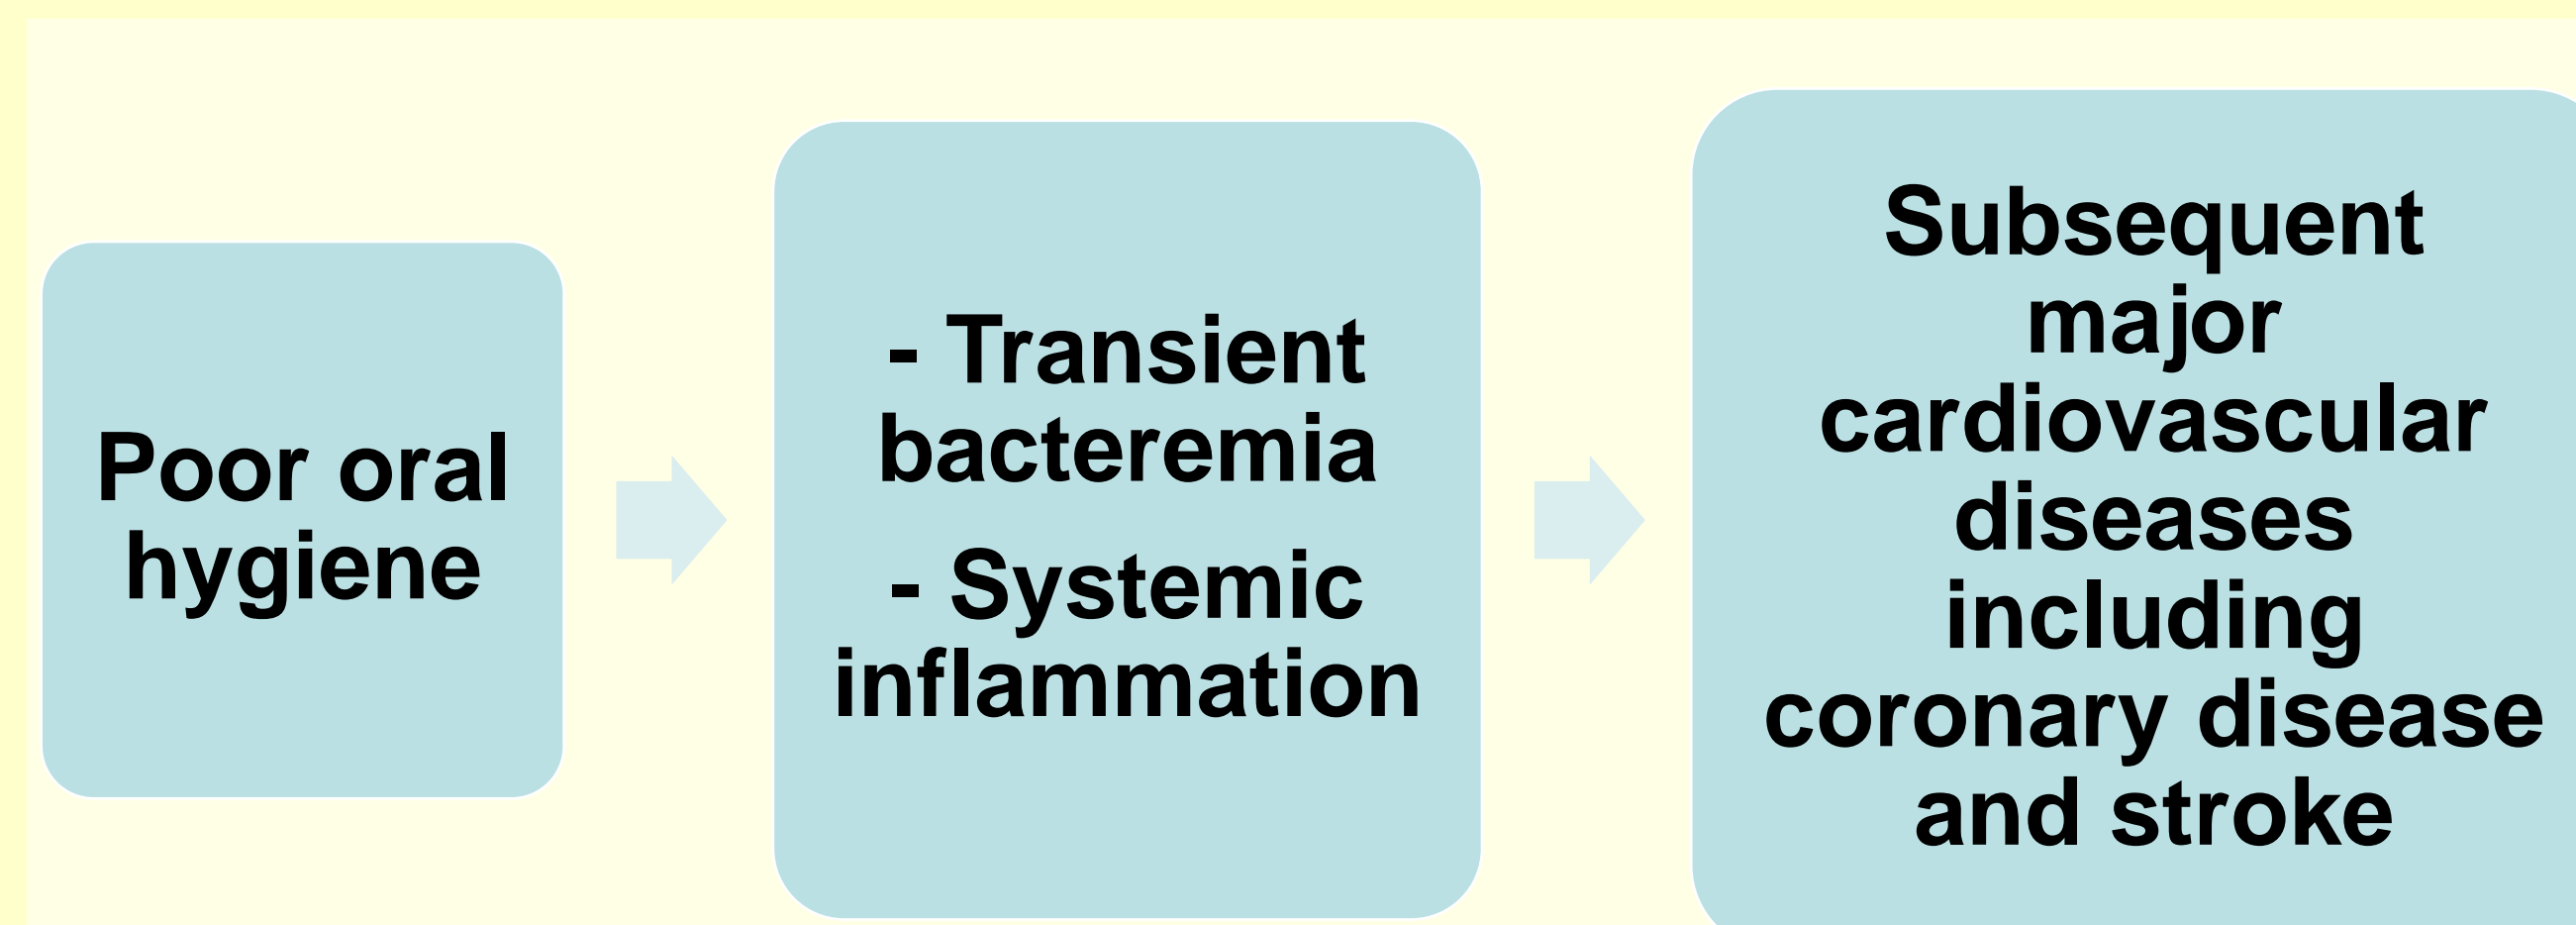 Poor oral
hygiene
- Transient
bacteremia
- Systemic
inflammation
Subsequent
major
cardiovascular
diseases
including
coronary disease
and stroke